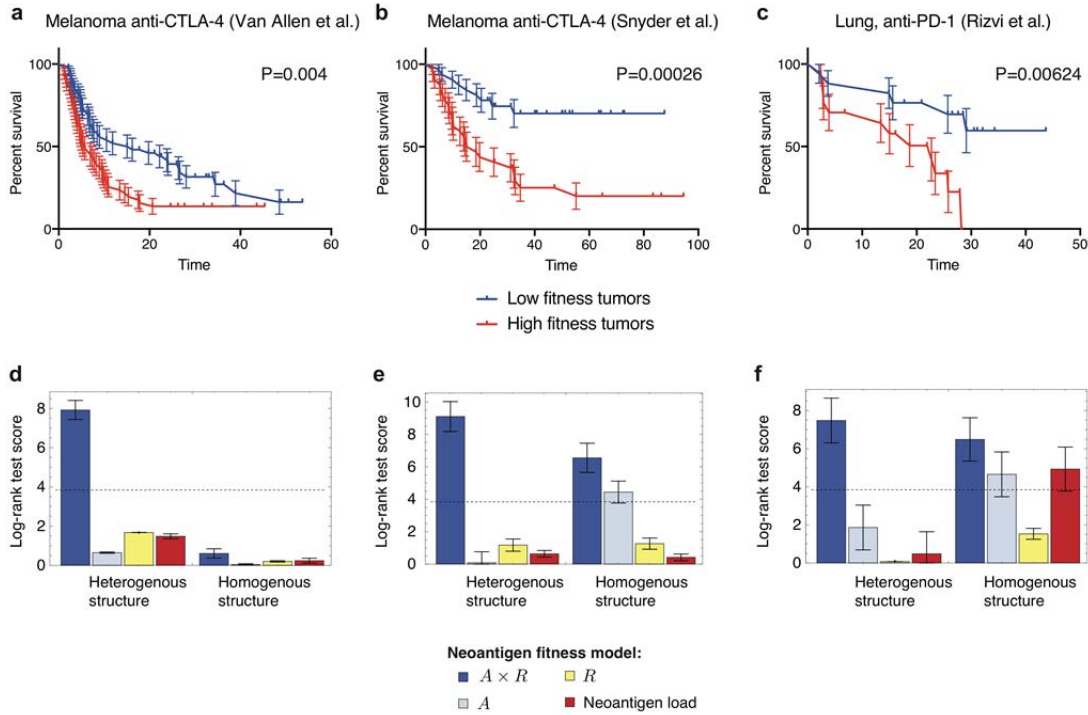 a
Melanoma anti-CTLA-4 (Van Allen et al.)
100
50
0
Percent survival
P=0.004
0 20 40 60
Time
b
Melanoma anti-CTLA-4 (Snyder et al.)
100
50
0
Percent survival
P=0.00026
0 20 40 60 80 100
Time
c
Lung, anti-PD-1 (Rizvi et al.)
100
50
0
Percent survival
P=0.00624
0 10 20 30 40 50
Time
Low fitness tumors
High fitness tumors
d
Log-rank test score
8
6
4
2
0
Heterogenous
structure
Homogenous
structure
e
Log-rank test score
10
8
6
4
2
0
Heterogenous
structure
Homogenous
structure
f
Log-rank test score
8
6
4
2
0
Heterogenous
structure
Homogenous
structure
Neoantigen fitness model:
A × R
R
A
Neoantigen load